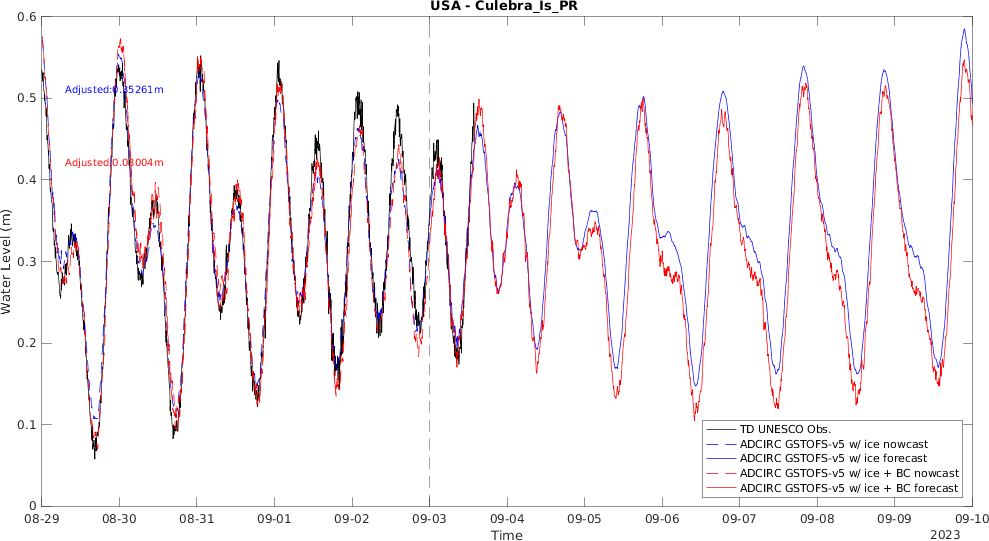 USA - Culebra_Is_PR
0.6
0.5
0.4
0.3
0.2
0.1
0
Water Level (m)
Adjusted:0.35261m
Adjusted:0.08004m
TD UNESCO Obs.
ADCIRC GSTOFS-v5 w/ ice nowcast
ADCIRC GSTOFS-v5 w/ ice forecast
ADCIRC GSTOFS-v5 w/ ice + BC nowcast
ADCIRC GSTOFS-v5 w/ ice + BC forecast
08-29 08-30 08-31 09-01 09-02 09-03 09-04 09-05 09-06 09-07 09-08 09-09 09-10
Time
2023